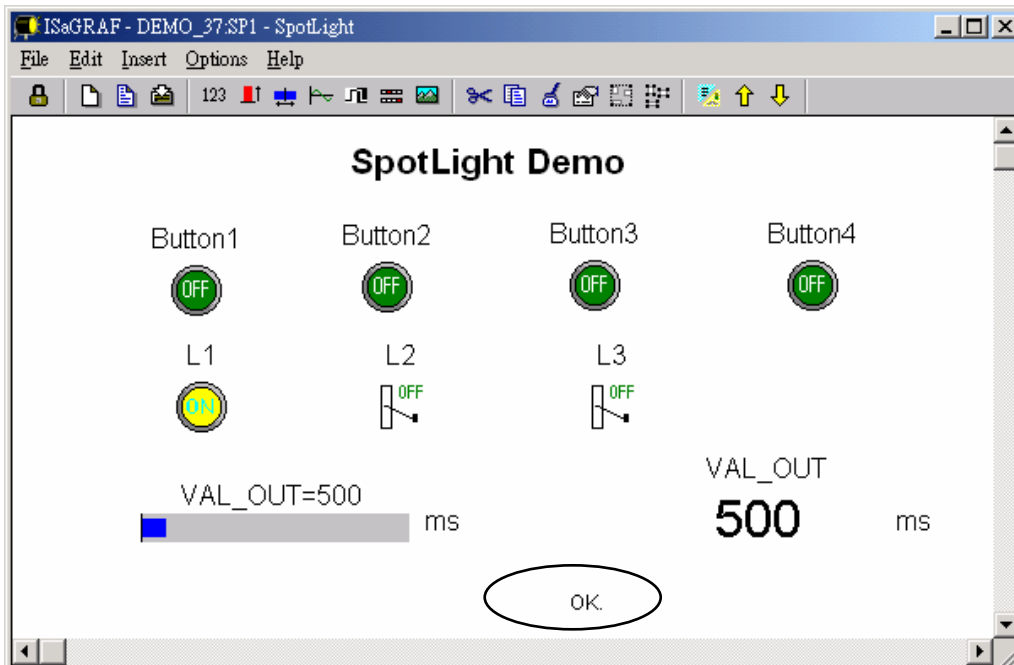 ISaGRAF - DEMO_37:SP1 - SpotLight
File Edit Insert Options Help
123
SpotLight Demo
Button1 Button2 Button3 Button4
OFF OFF OFF OFF
L1 L2 L3
ON OFF OFF
VAL_OUT
VAL_OUT=500
ms 500 ms
OK.